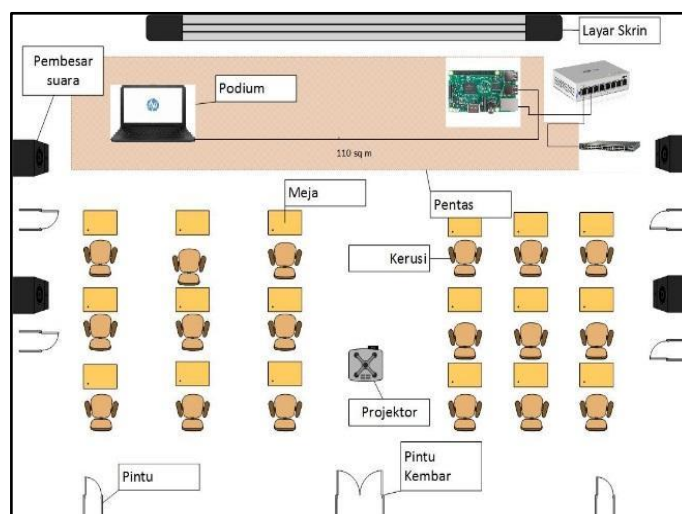 Layar Skrin
Pembesar
suara
Podium
110 sq m
Meja
Pentas
Kerusi
Projektor
Pintu
Pintu
Kembar